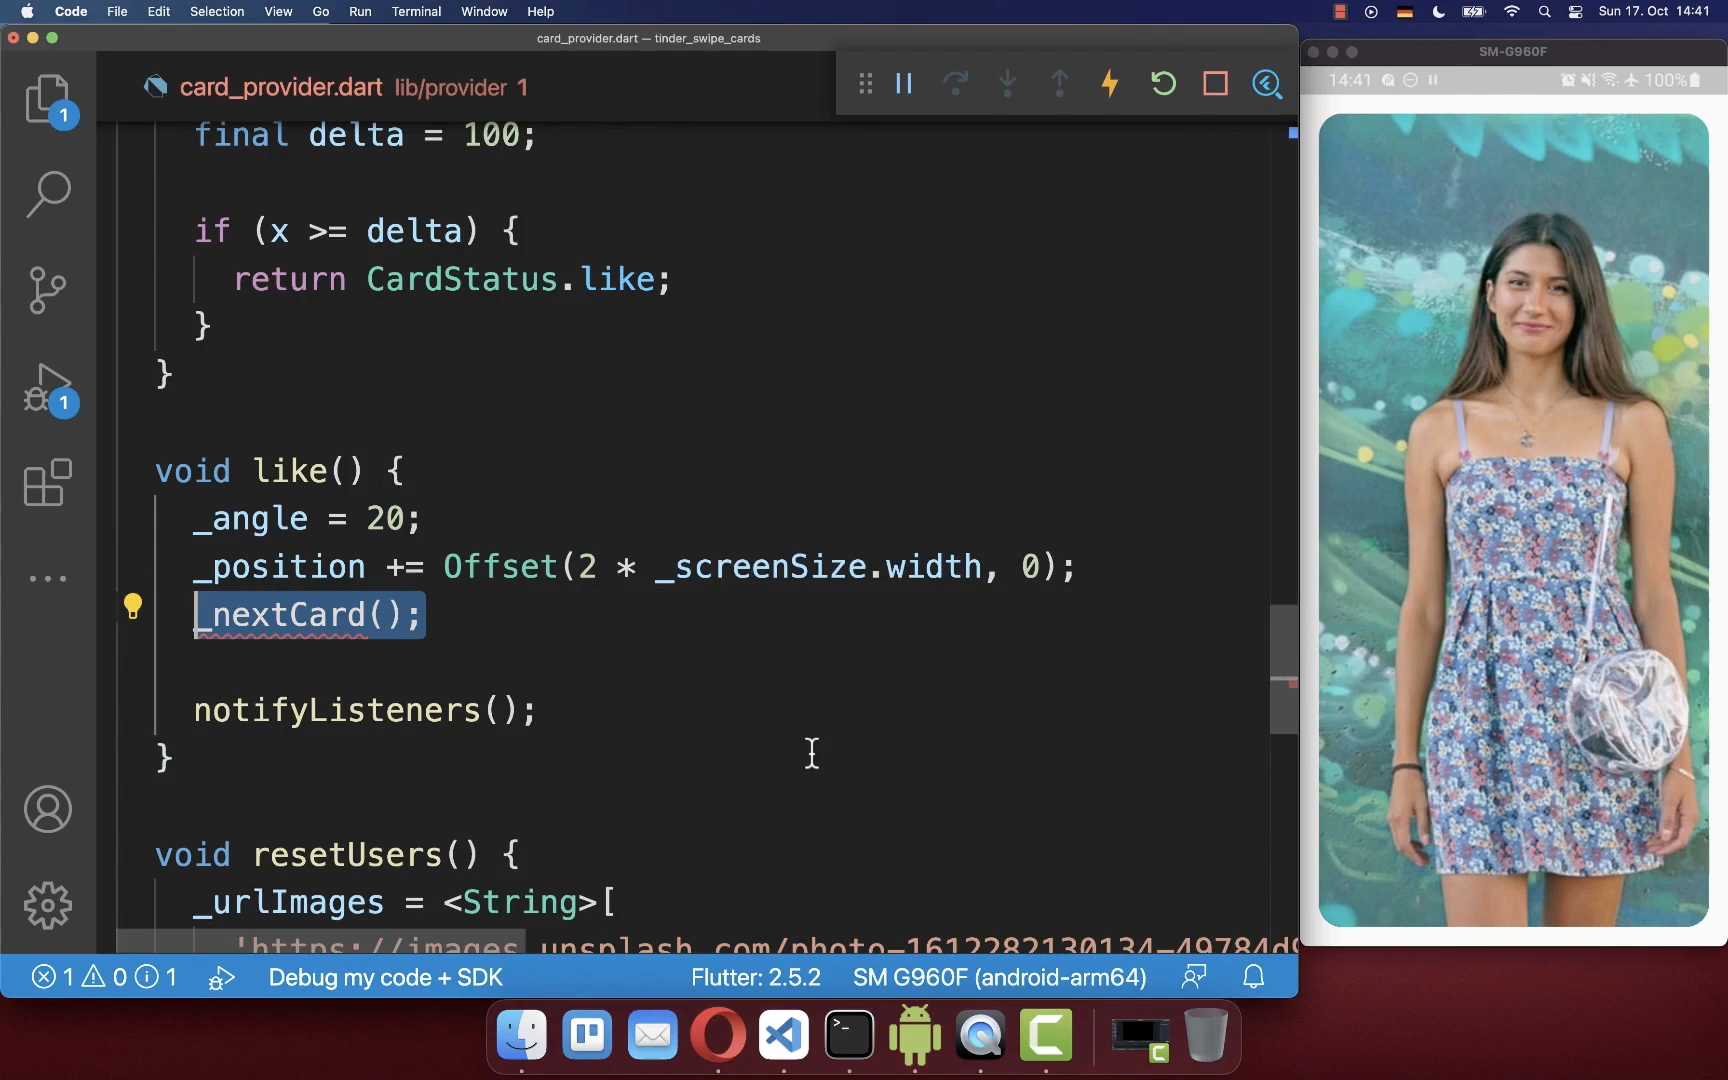 Code File Edit Selection View Go Run Terminal Window Help
Sun 17. Oct 14:41
card_provider.dart — tinder_swipe_cards
SM-G960F
card_provider.dart lib/provider 1
14:41
100%
1
final delta = 100;
if (x >= delta) {
return CardStatus.like;
}
}
1
void like() {
_angle = 20;
_position += Offset(2 * _screenSize.width, 0);
_nextCard();
notifyListeners();
}
void resetUsers() {
_urlImages = <String>[
'https://images.unsplash.com/photo-1612282130134-49784d9
1 0 1 Debug my code + SDK
Flutter: 2.5.2 SM G960F (android-arm64)